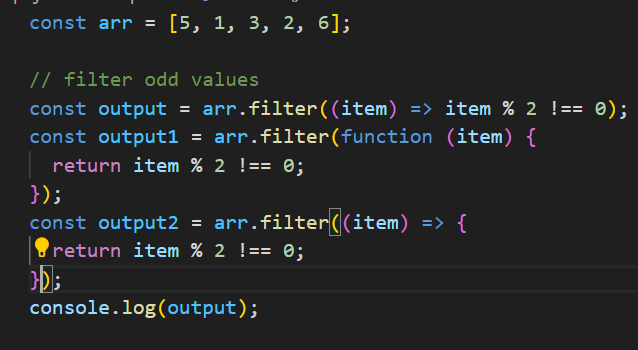 const arr = [5, 1, 3, 2, 6];
// filter odd values
const output = arr.filter((item) => item % 2 !== 0);
const output1 = arr.filter(function (item) {
return item % 2 !== 0;
});
const output2 = arr.filter((item) => {
return item % 2 !== 0;
});
console.log(output);